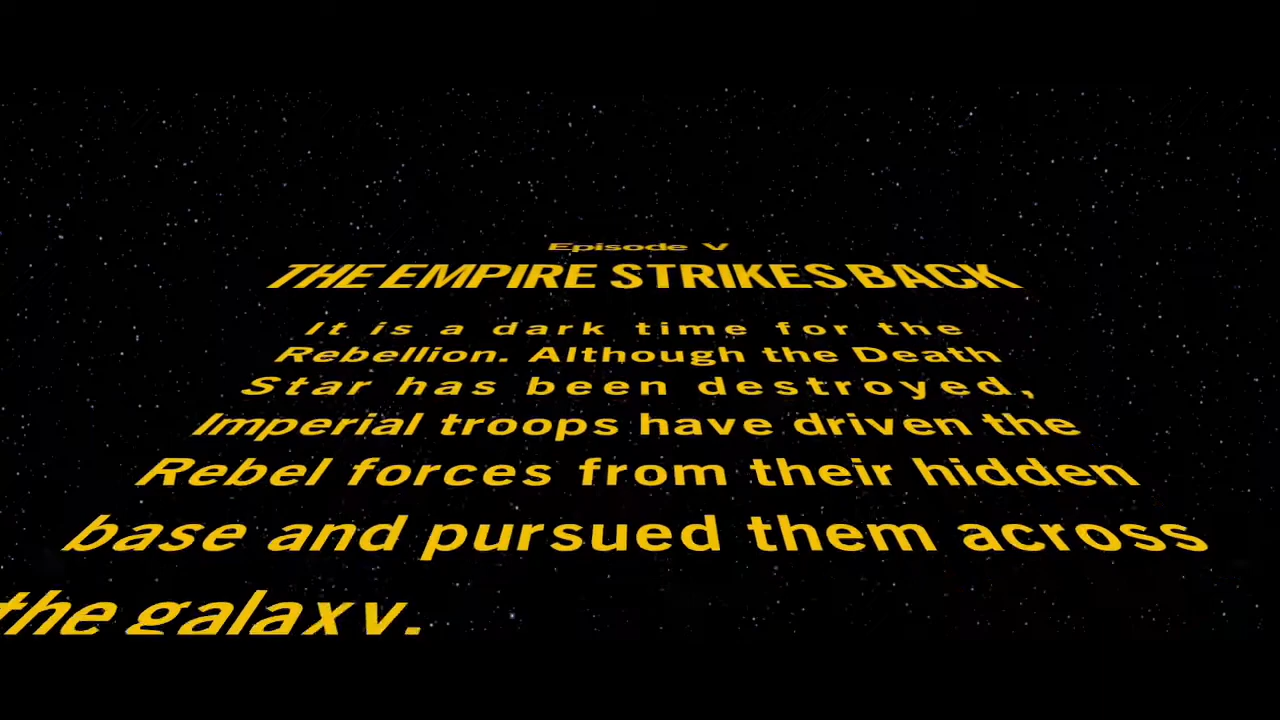 Episode V
THE EMPIRE STRIKES BACK
It is a dark time for the
Rebellion. Although the Death
Star has been destroyed,
Imperial troops have driven the
Rebel forces from their hidden
base and pursued them across
the galaxy.